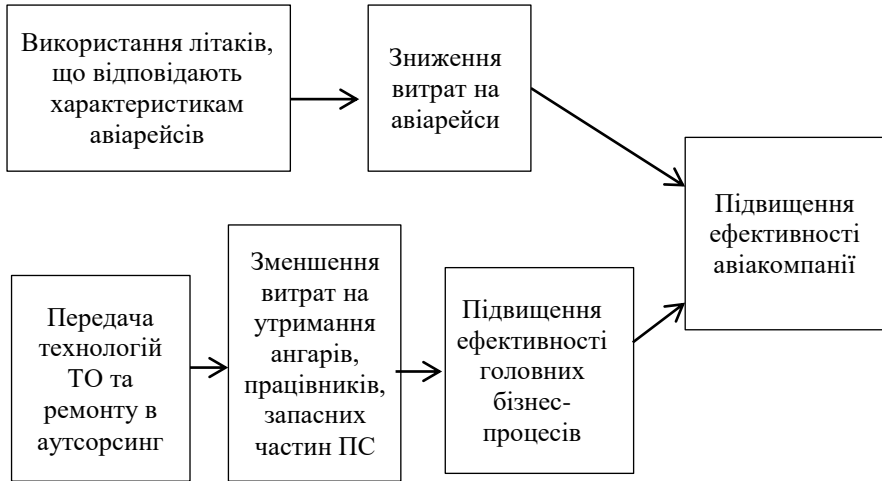 Використання літаків,
що відповідають
характеристикам
авіарейсів
Зниження
витрат на
авіарейси
Підвищення
ефективності
авіакомпанії
Передача
технологій
ТО та
ремонту в
аутсорсинг
Зменшення
витрат на
утримання
ангарів,
працівників,
запасних
частин ПС
Підвищення
ефективності
головних
бізнес-
процесів